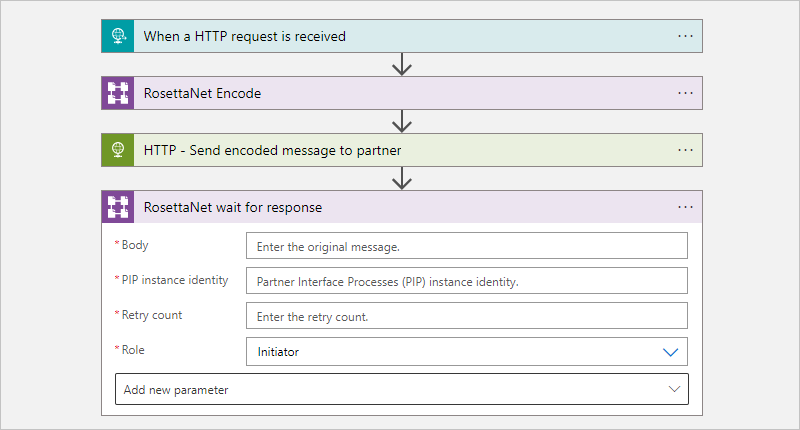 When a HTTP request is received
RosettaNet Encode
HTTP - Send encoded message to partner
RosettaNet wait for response
*Body Enter the original message.
*PIP instance identity Partner Interface Processes (PIP) instance identity.
*Retry count Enter the retry count.
*Role Initiator
Add new parameter